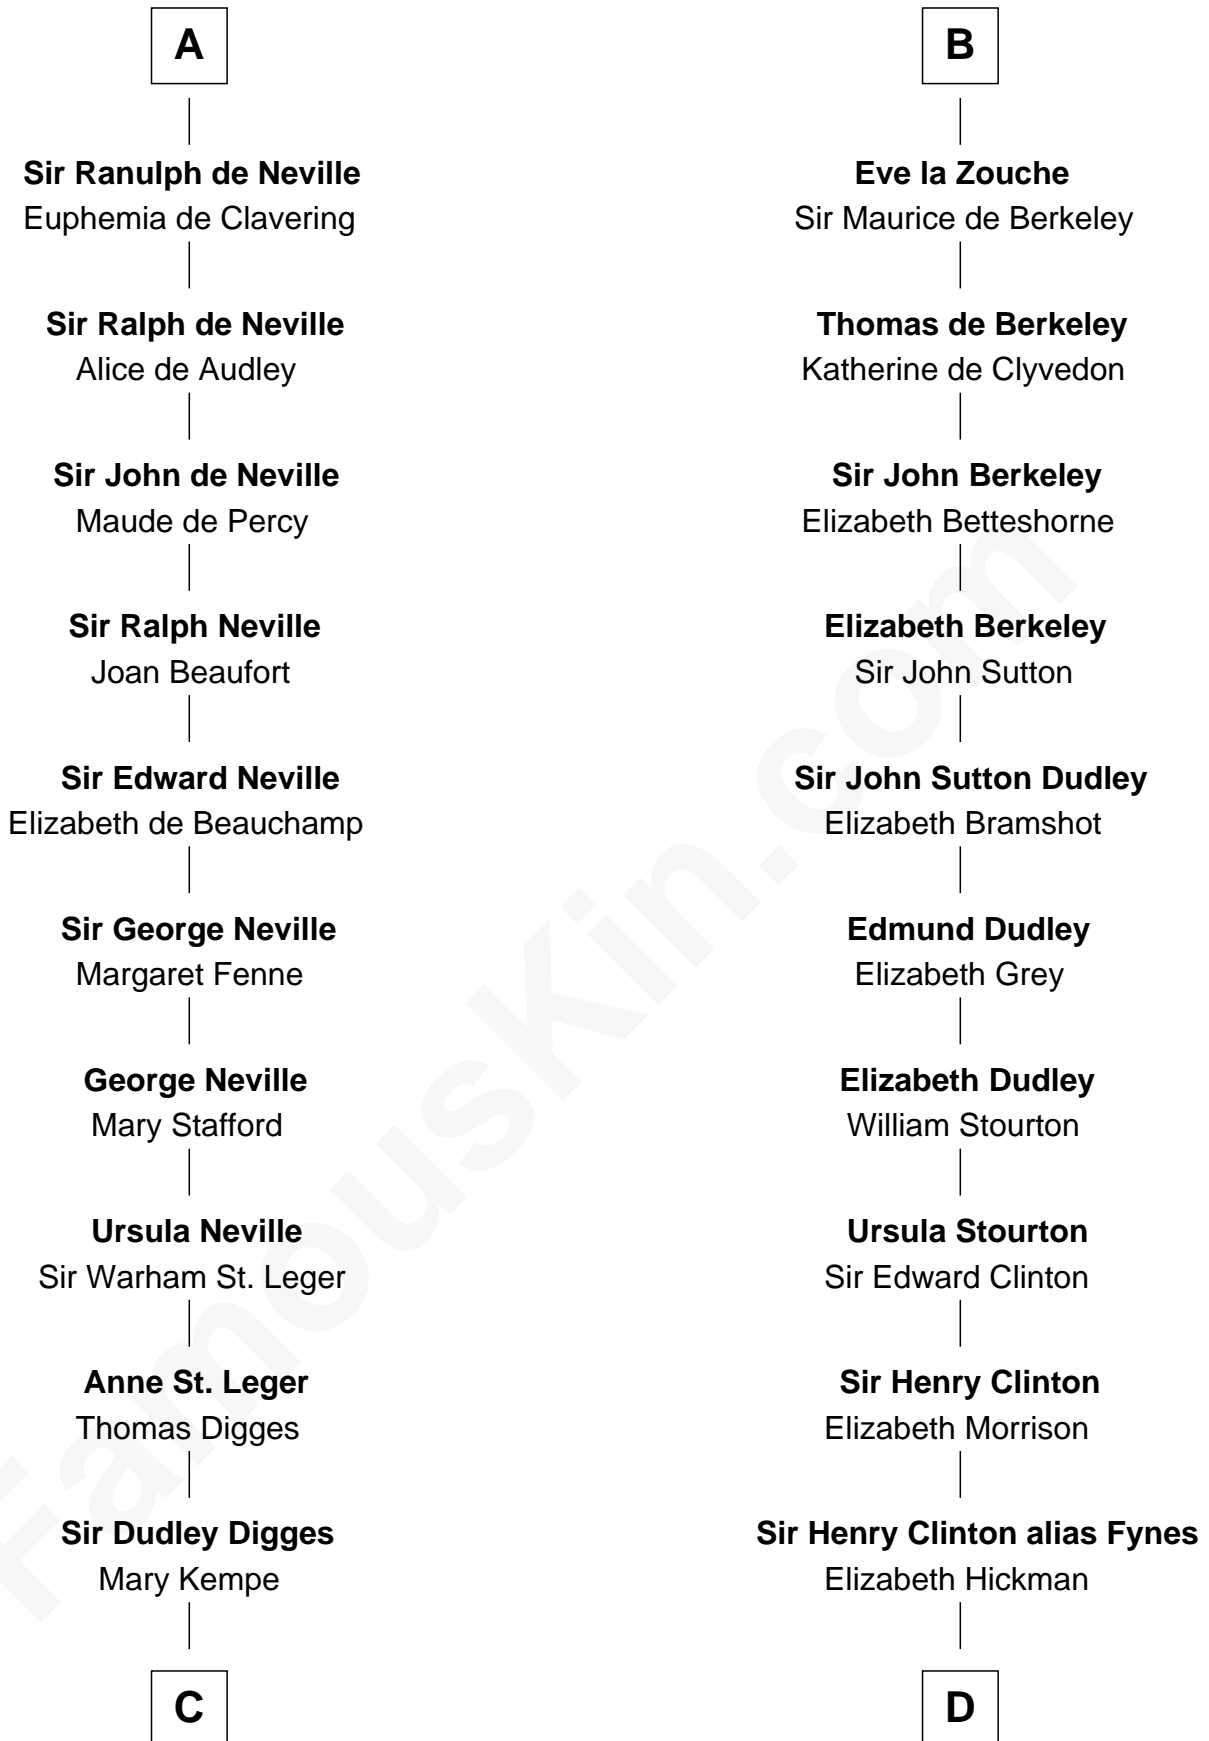 A
Sir Ranulph de Neville
Euphemia de Clavering
Sir Ralph de Neville
Alice de Audley
Sir John de Neville
Maude de Percy
Sir Ralph Neville
Joan Beaufort
Sir Edward Neville
Elizabeth de Beauchamp
Sir George Neville
Margaret Fenne
George Neville
Mary Stafford
Ursula Neville
Sir Warham St. Leger
Anne St. Leger
Thomas Digges
Sir Dudley Digges
Mary Kempe
C
B
Eve la Zouche
Sir Maurice de Berkeley
Thomas de Berkeley
Katherine de Clyvedon
Sir John Berkeley
Elizabeth Betteshorne
Elizabeth Berkeley
Sir John Sutton
Sir John Sutton Dudley
Elizabeth Bramshot
Edmund Dudley
Elizabeth Grey
Elizabeth Dudley
William Stourton
Ursula Stourton
Sir Edward Clinton
Sir Henry Clinton
Elizabeth Morrison
Sir Henry Clinton alias Fynes
Elizabeth Hickman
D
FamousKin.com